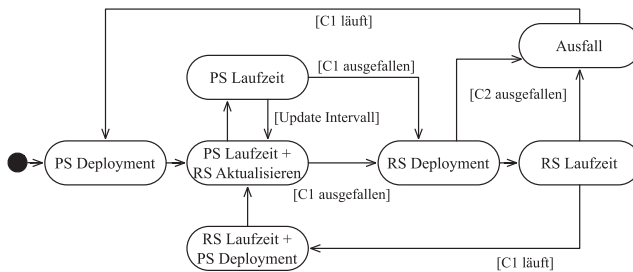 [C1 läuft]
Ausfall
PS Laufzeit
[C1 ausgefallen]
[C2 ausgefallen]
[Update Intervall]
PS Deployment
PS Laufzeit +
RS Aktualisieren
RS Deployment
RS Laufzeit
[C1 ausgefallen]
RS Laufzeit +
PS Deployment
[C1 läuft]